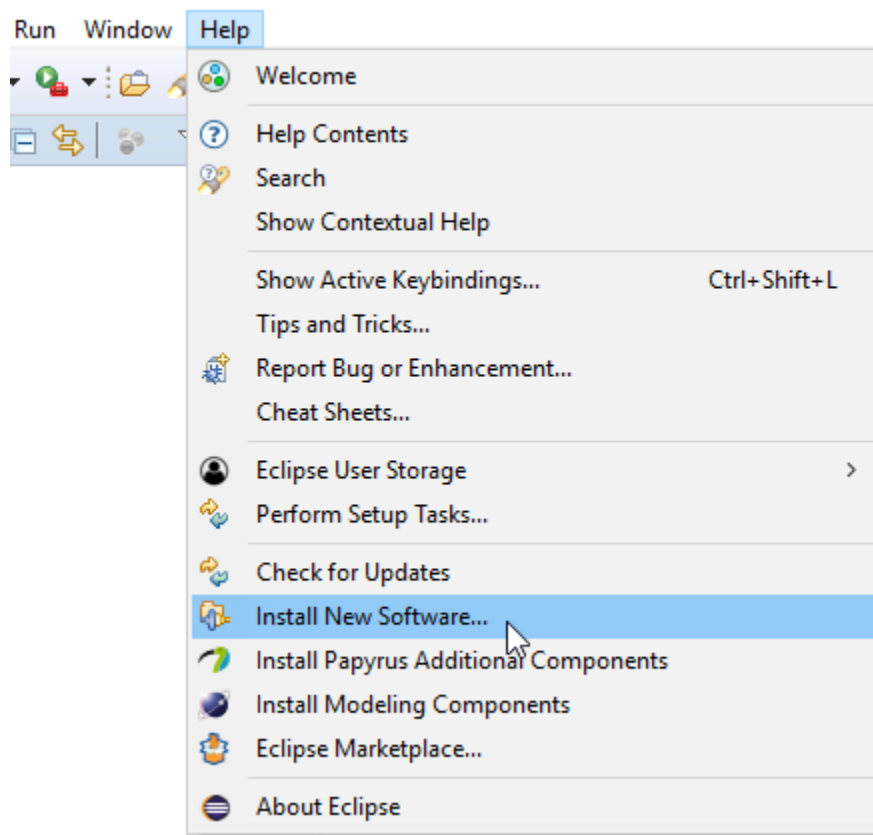 Run Window Help
Welcome
Help Contents
Search
Show Contextual Help
Show Active Keybindings... Ctrl+Shift+L
Tips and Tricks...
Report Bug or Enhancement...
Cheat Sheets...
Eclipse User Storage
Perform Setup Tasks...
Check for Updates
Install New Software...
Install Papyrus Additional Components
Install Modeling Components
Eclipse Marketplace...
About Eclipse